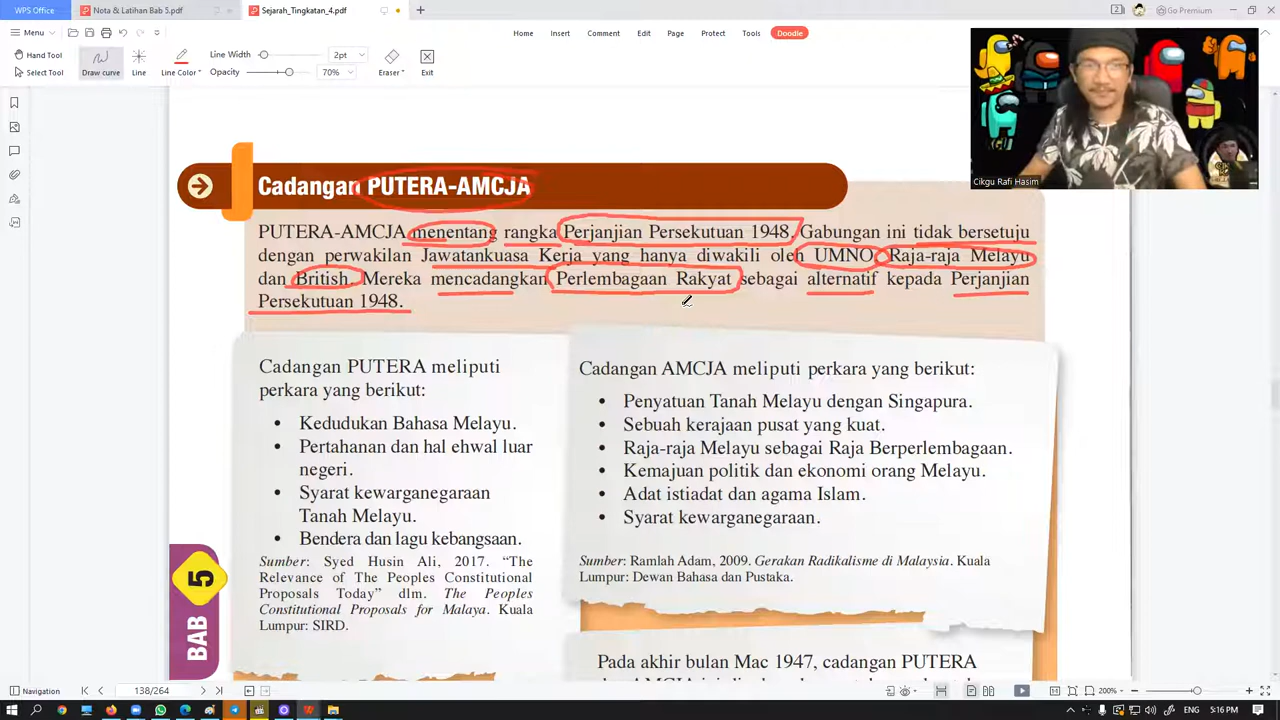 WPS Office
Nota & Latihan Bab 5.pdf
Sejarah_Tingkatan_4.pdf
Go Premium
Menu
Home
Insert
Comment
Edit
Page
Protect
Tools
Doodle
Hand Tool
Select Tool
Draw curve
Line
Line Color
Line Width
2pt
Opacity
70%
Eraser
Exit
Cikgu Rafi Hasim
Cadangan PUTERA-AMCJA
PUTERA-AMCJA menentang rangka Perjanjian Persekutuan 1948. Gabungan ini tidak bersetuju
dengan perwakilan Jawatankuasa Kerja yang hanya diwakili oleh UMNO, Raja-raja Melayu
dan British. Mereka mencadangkan Perlembagaan Rakyat sebagai alternatif kepada Perjanjian
Persekutuan 1948.
Cadangan PUTERA meliputi
perkara yang berikut:
• Kedudukan Bahasa Melayu.
• Pertahanan dan hal ehwal luar
negeri.
• Syarat kewarganegaraan
Tanah Melayu.
• Bendera dan lagu kebangsaan.
Sumber: Syed Husin Ali, 2017. “The
Relevance of The Peoples Constitutional
Proposals Today” dlm. The Peoples
Constitutional Proposals for Malaya. Kuala
Lumpur: SIRD.
Cadangan AMCJA meliputi perkara yang berikut:
• Penyatuan Tanah Melayu dengan Singapura.
• Sebuah kerajaan pusat yang kuat.
• Raja-raja Melayu sebagai Raja Berperlembagaan.
• Kemajuan politik dan ekonomi orang Melayu.
• Adat istiadat dan agama Islam.
• Syarat kewarganegaraan.
Sumber: Ramlah Adam, 2009. Gerakan Radikalisme di Malaysia. Kuala
Lumpur: Dewan Bahasa dan Pustaka.
Pada akhir bulan Mac 1947, cadangan PUTERA
BAB 5
Navigation
138/264
200%
ENG
5:16 PM